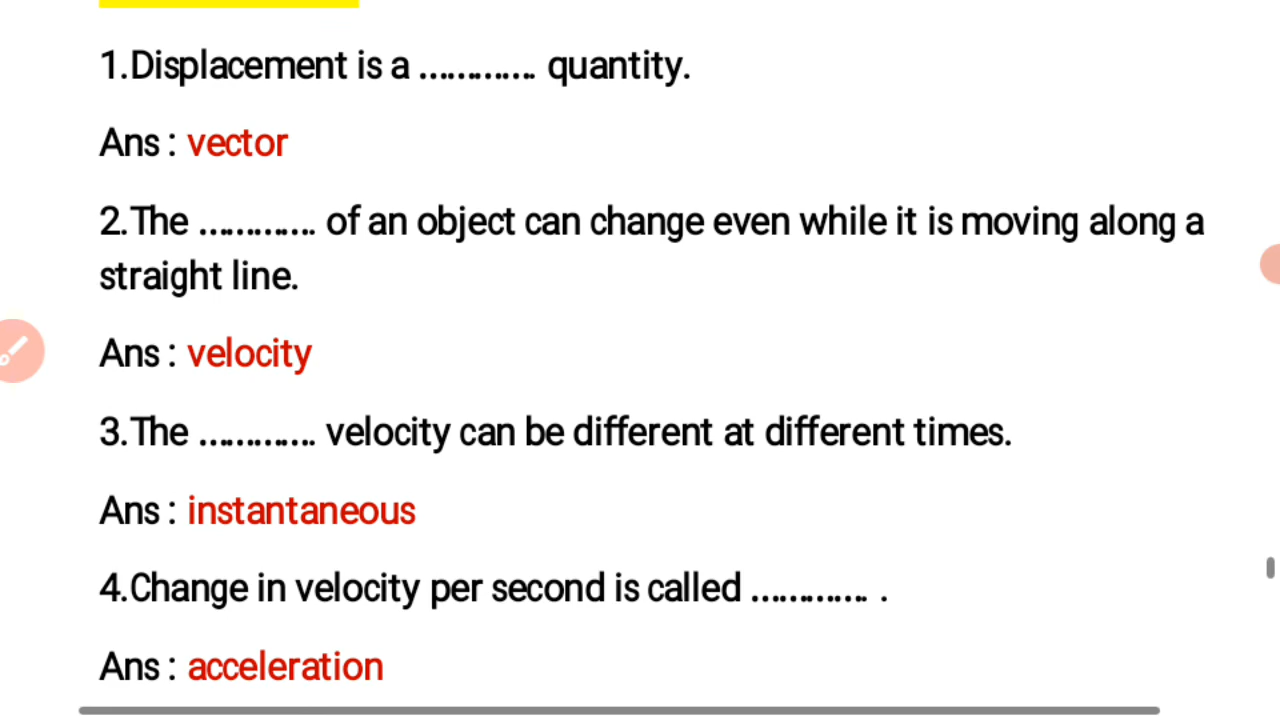 1.Displacement is a ............. quantity.
Ans : vector
2.The ............. of an object can change even while it is moving along a
straight line.
Ans : velocity
3.The ............. velocity can be different at different times.
Ans : instantaneous
4.Change in velocity per second is called ............. .
Ans : acceleration